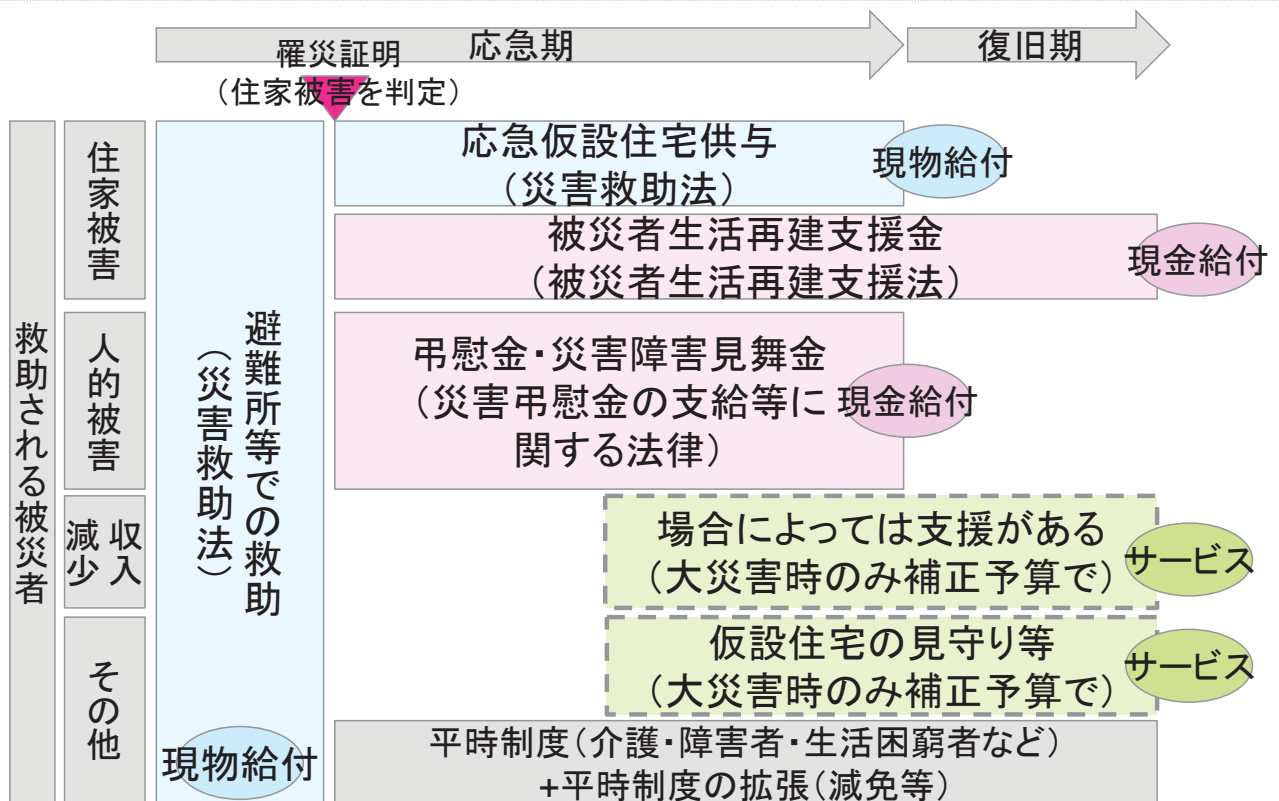 応急期
復旧期
罹災証明
（住家被害を判定）
救助される被災者
住家被害
人的被害
収入
減少
その他
避難所等での救助
（災害救助法）
現物給付
応急仮設住宅供与
（災害救助法）
現物給付
被災者生活再建支援金
（被災者生活再建支援法）
現金給付
弔慰金・災害障害見舞金
（災害弔慰金の支給等に
関する法律）
現金給付
場合によっては支援がある
（大災害時のみ補正予算で）
サービス
仮設住宅の見守り等
（大災害時のみ補正予算で）
サービス
平時制度（介護・障害者・生活困窮者など）
+平時制度の拡張（減免等）